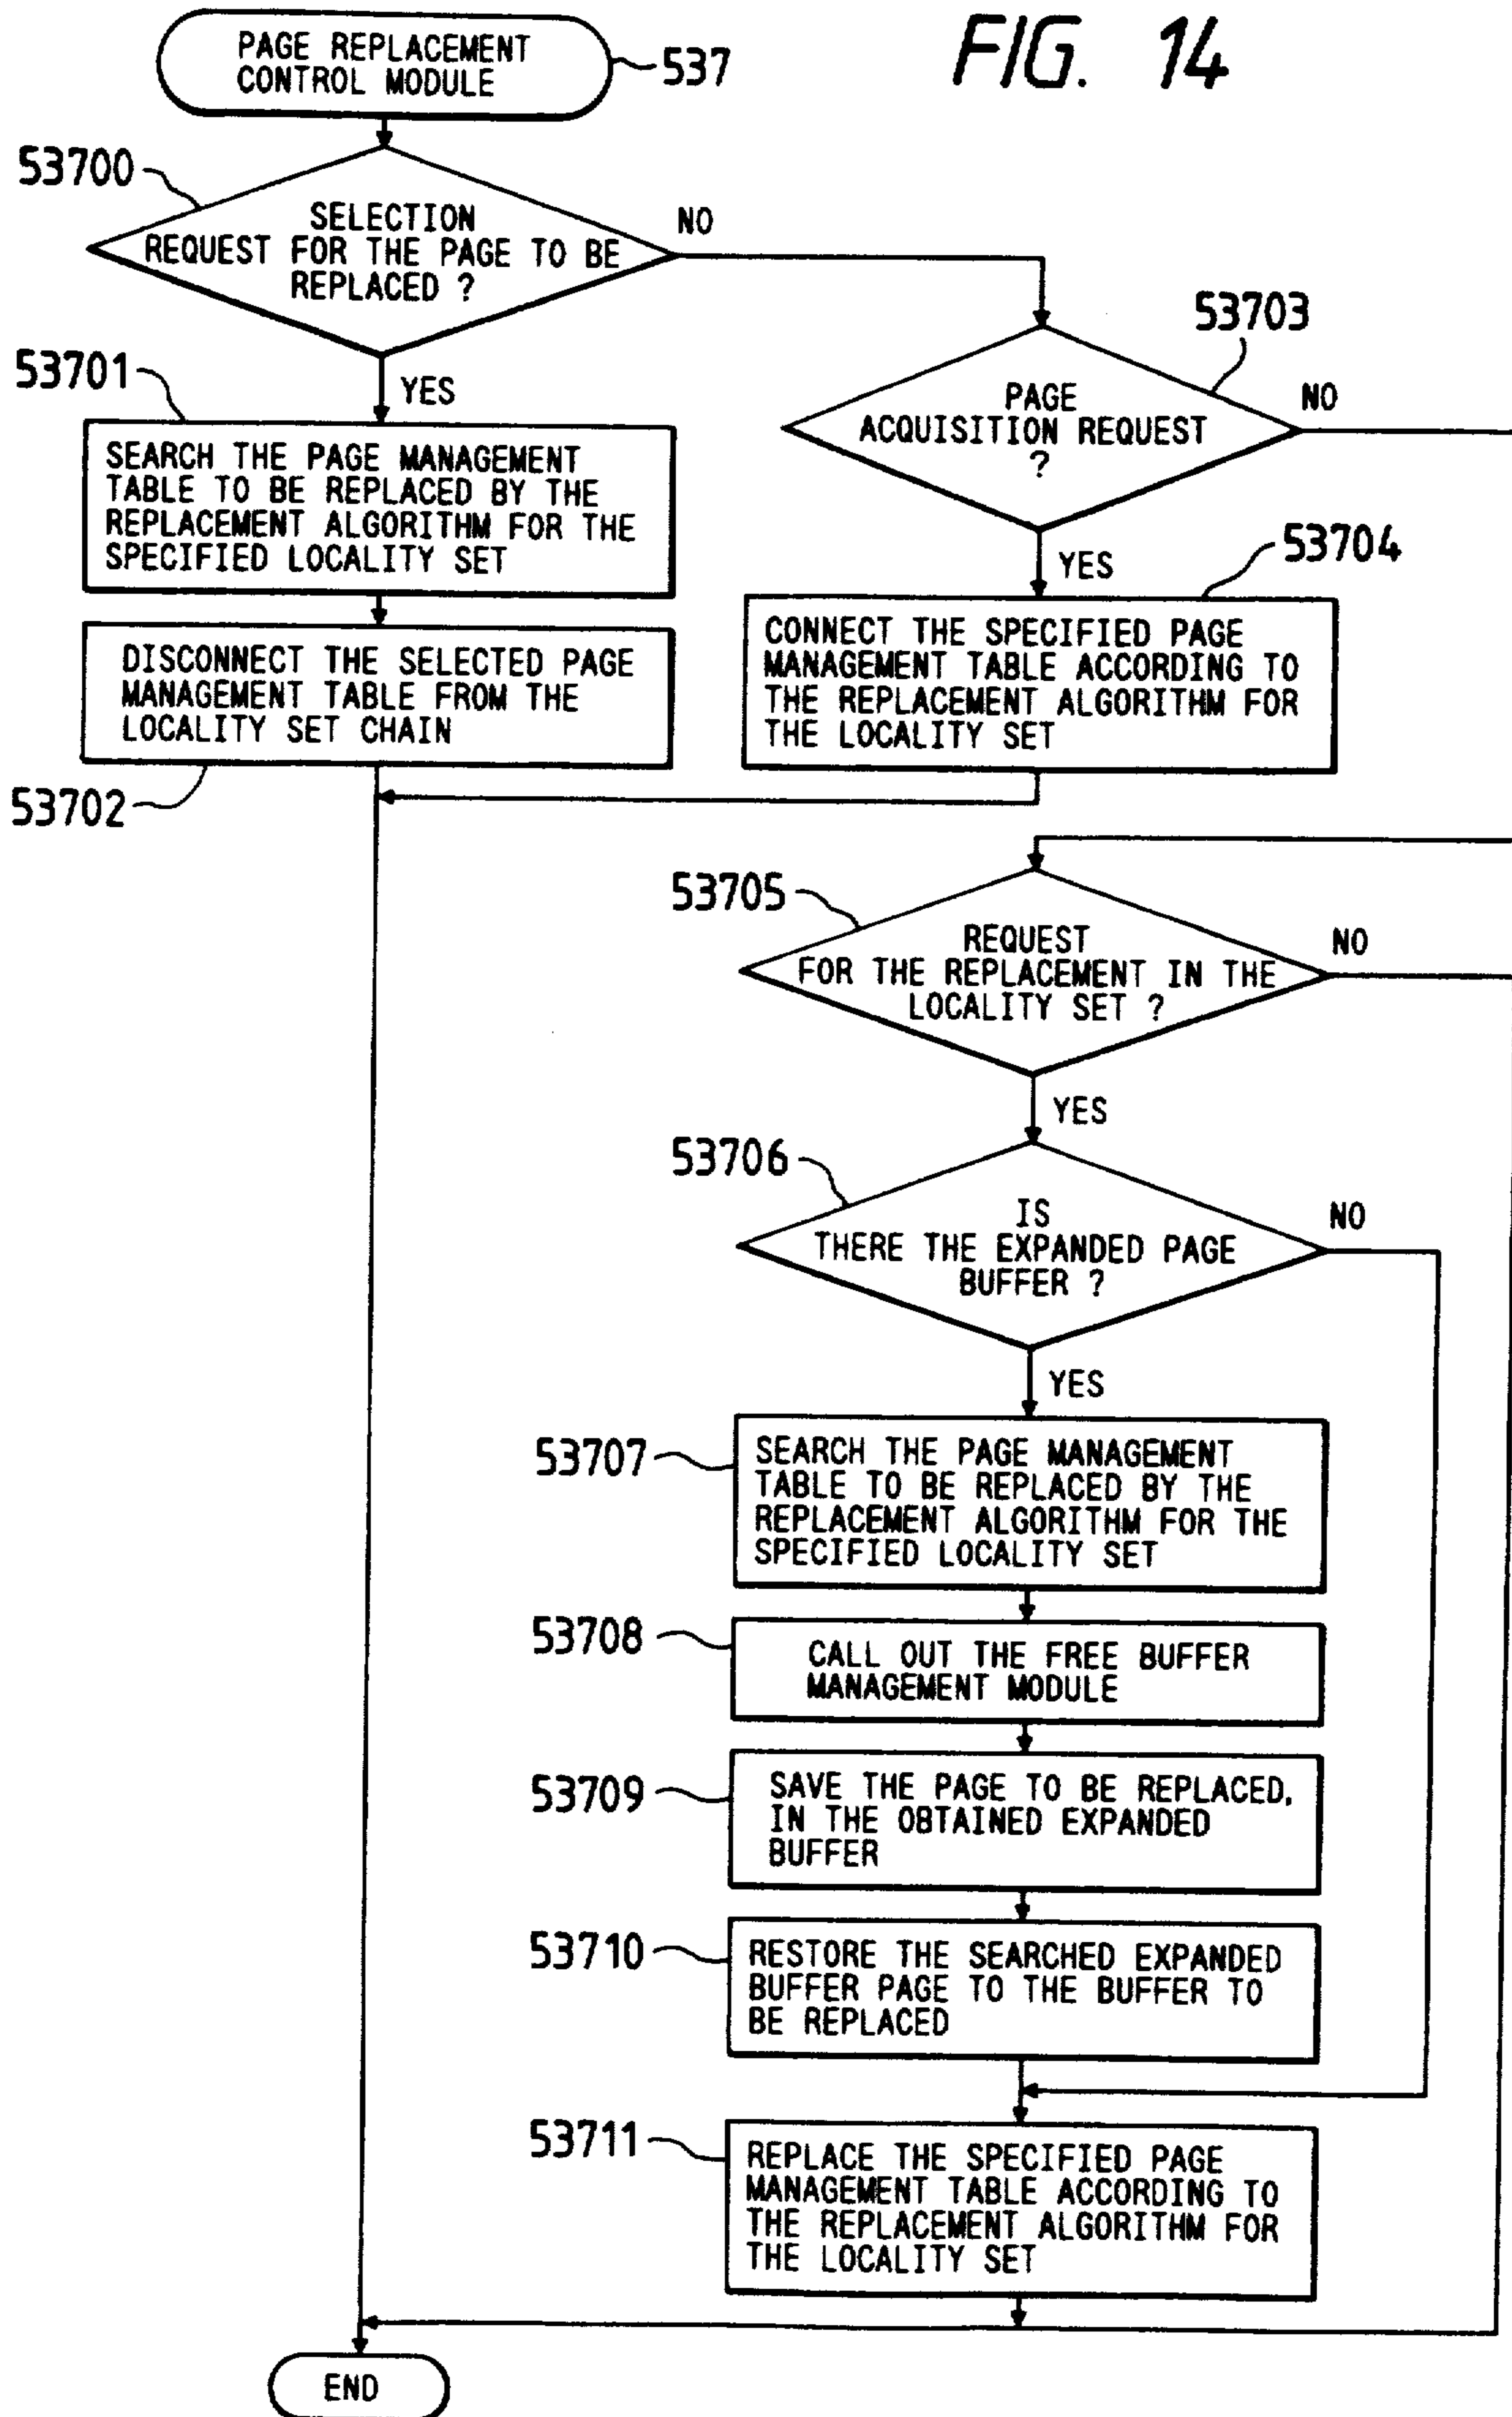 FIG. 14
PAGE REPLACEMENT
CONTROL MODULE
537
53700
SELECTION
REQUEST FOR THE PAGE TO BE
REPLACED ?
NO
YES
53701
SEARCH THE PAGE MANAGEMENT
TABLE TO BE REPLACED BY THE
REPLACEMENT ALGORITHM FOR THE
SPECIFIED LOCALITY SET
DISCONNECT THE SELECTED PAGE
MANAGEMENT TABLE FROM THE
LOCALITY SET CHAIN
53702
53703
PAGE
ACQUISITION REQUEST
?
NO
YES
53704
CONNECT THE SPECIFIED PAGE
MANAGEMENT TABLE ACCORDING TO
THE REPLACEMENT ALGORITHM FOR
THE LOCALITY SET
53705
REQUEST
FOR THE REPLACEMENT IN THE
LOCALITY SET ?
NO
YES
53706
IS
THERE THE EXPANDED PAGE
BUFFER ?
NO
YES
53707
SEARCH THE PAGE MANAGEMENT
TABLE TO BE REPLACED BY THE
REPLACEMENT ALGORITHM FOR THE
SPECIFIED LOCALITY SET
53708
CALL OUT THE FREE BUFFER
MANAGEMENT MODULE
53709
SAVE THE PAGE TO BE REPLACED,
IN THE OBTAINED EXPANDED
BUFFER
53710
RESTORE THE SEARCHED EXPANDED
BUFFER PAGE TO THE BUFFER TO
BE REPLACED
53711
REPLACE THE SPECIFIED PAGE
MANAGEMENT TABLE ACCORDING TO
THE REPLACEMENT ALGORITHM FOR
THE LOCALITY SET
END